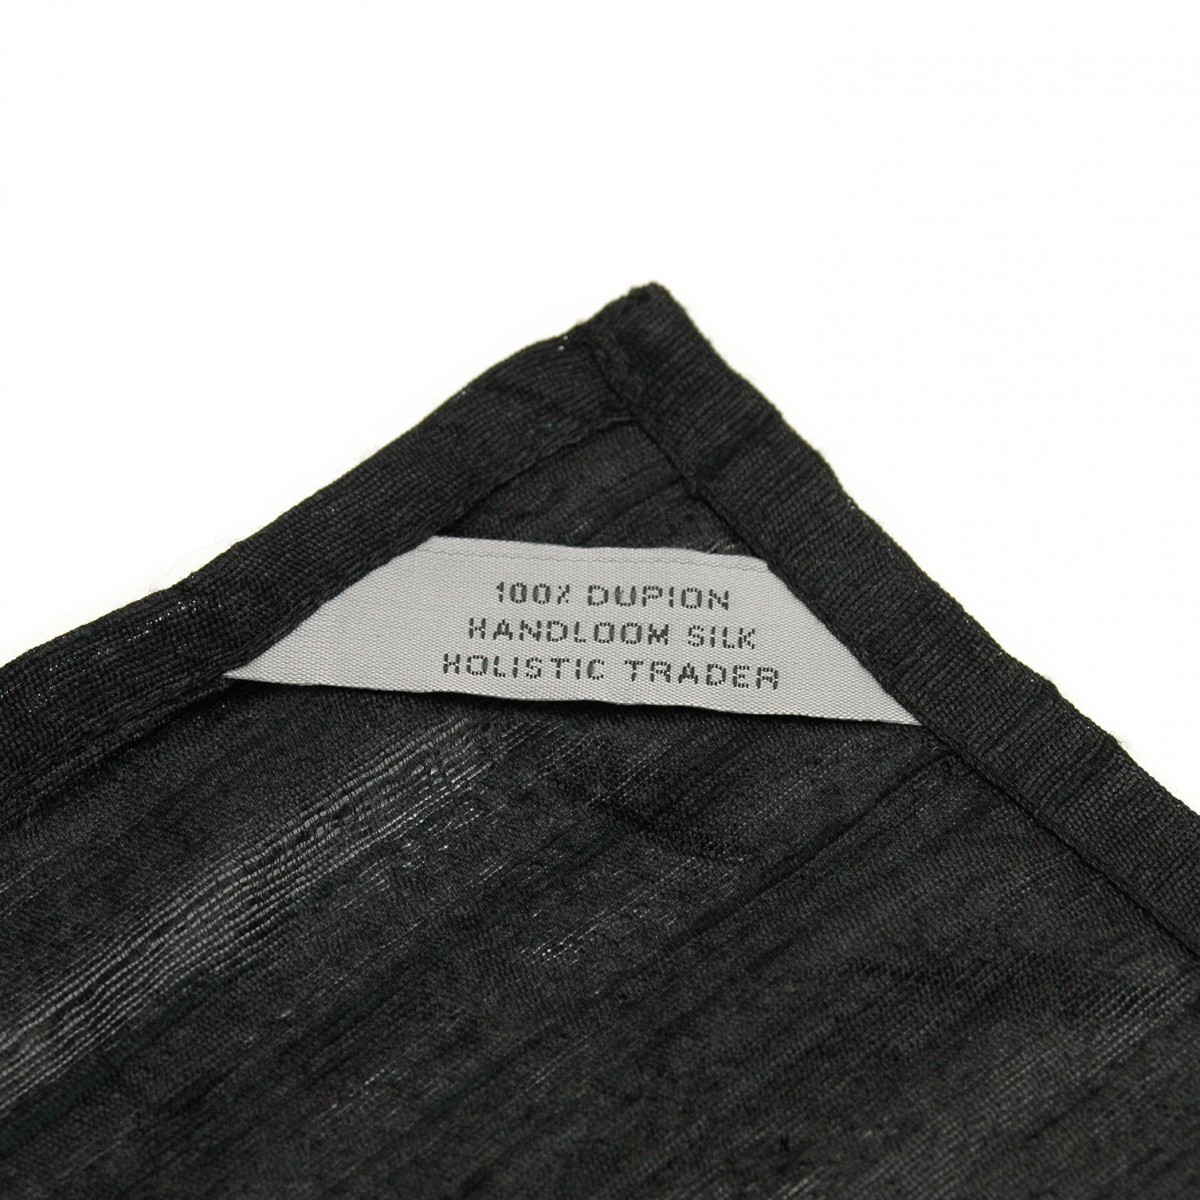 100% DUPION
HANDLOOM SILK
HOLISTIC TRADER